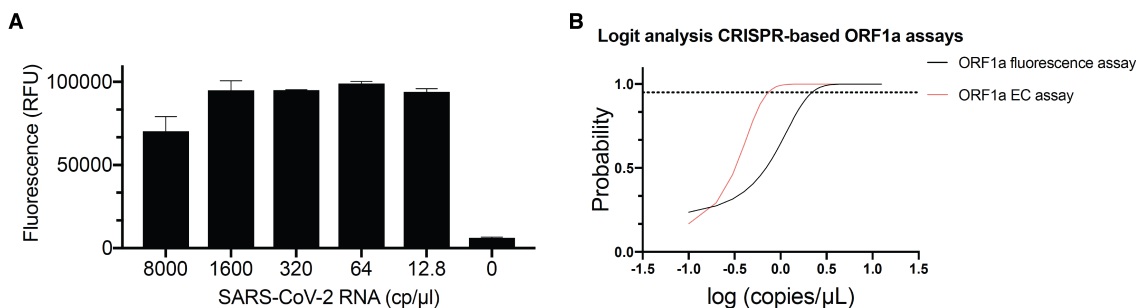 A
Fluorescence (RFU)
100000
50000
0
8000 1600 320 64 12.8 0
SARS-CoV-2 RNA (cp/µl)
B
Logit analysis CRISPR-based ORF1a assays
ORF1a fluorescence assay
ORF1a EC assay
Probability
1.0
0.5
0.0
-1.5 -1.0 -0.5 0.0 0.5 1.0 1.5
log (copies/µL)